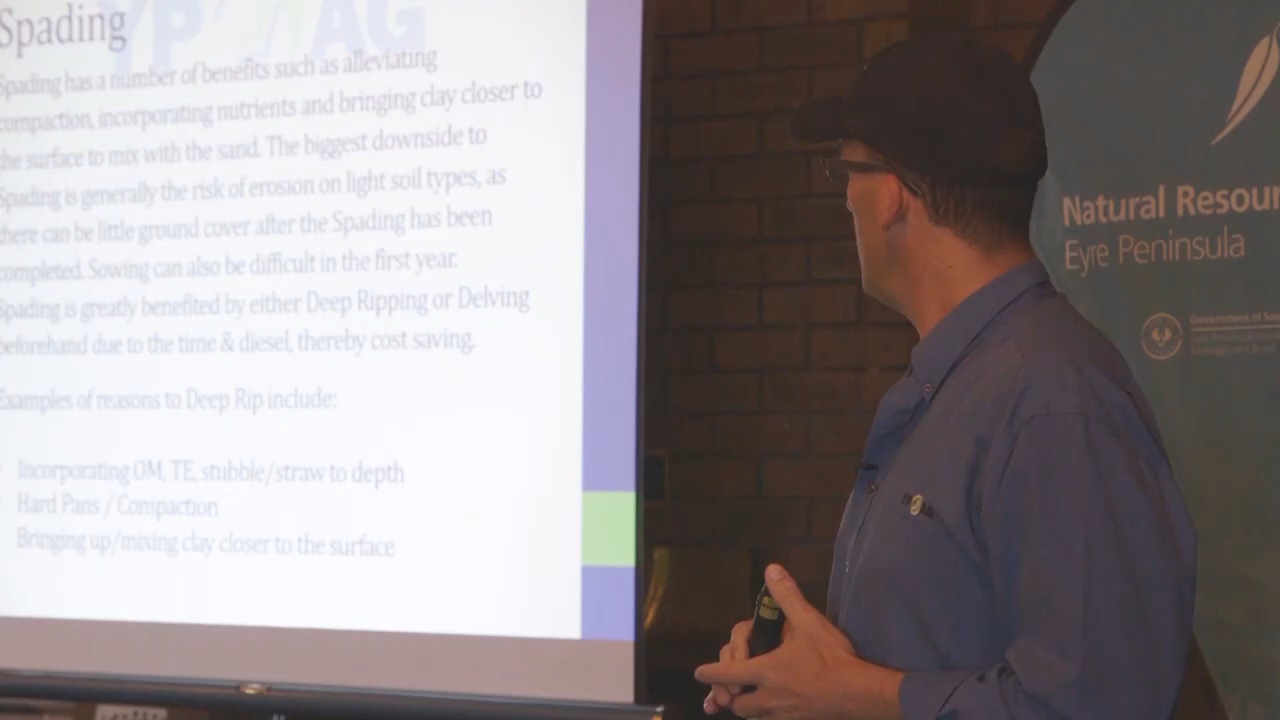 Spading
YP AG
Spading has a number of benefits such as alleviating
compaction, incorporating nutrients and bringing clay closer to
the surface to mix with the sand. The biggest downside to
Spading is generally the risk of erosion on light soil types, as
there can be little ground cover after the Spading has been
completed. Sowing can also be difficult in the first year.
Spading is greatly benefited by either Deep Ripping or Delving
beforehand due to the time & diesel, thereby cost saving.
Examples of reasons to Deep Rip include:
Incorporating OM, TE, stubble/straw to depth
Hard Pans / Compaction
Bringing up/mixing clay closer to the surface
Natural Resour
Eyre Peninsula
Government of Sou